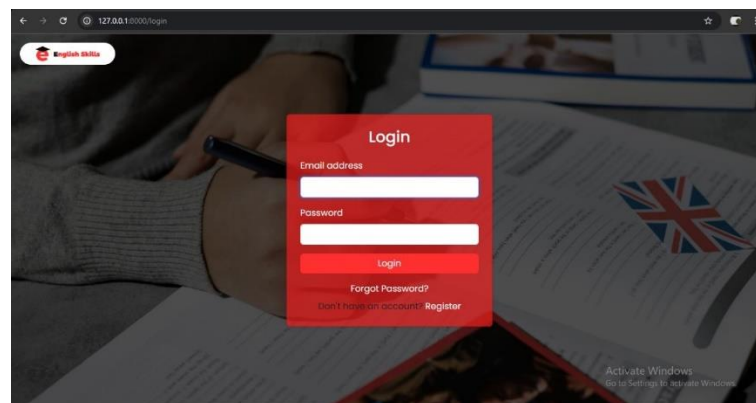 127.0.0.1:8000/login
English Skills
Login
Email address
Password
Login
Forgot Password?
Don't have an account? Register
Activate Windows
Go to Settings to activate Windows.